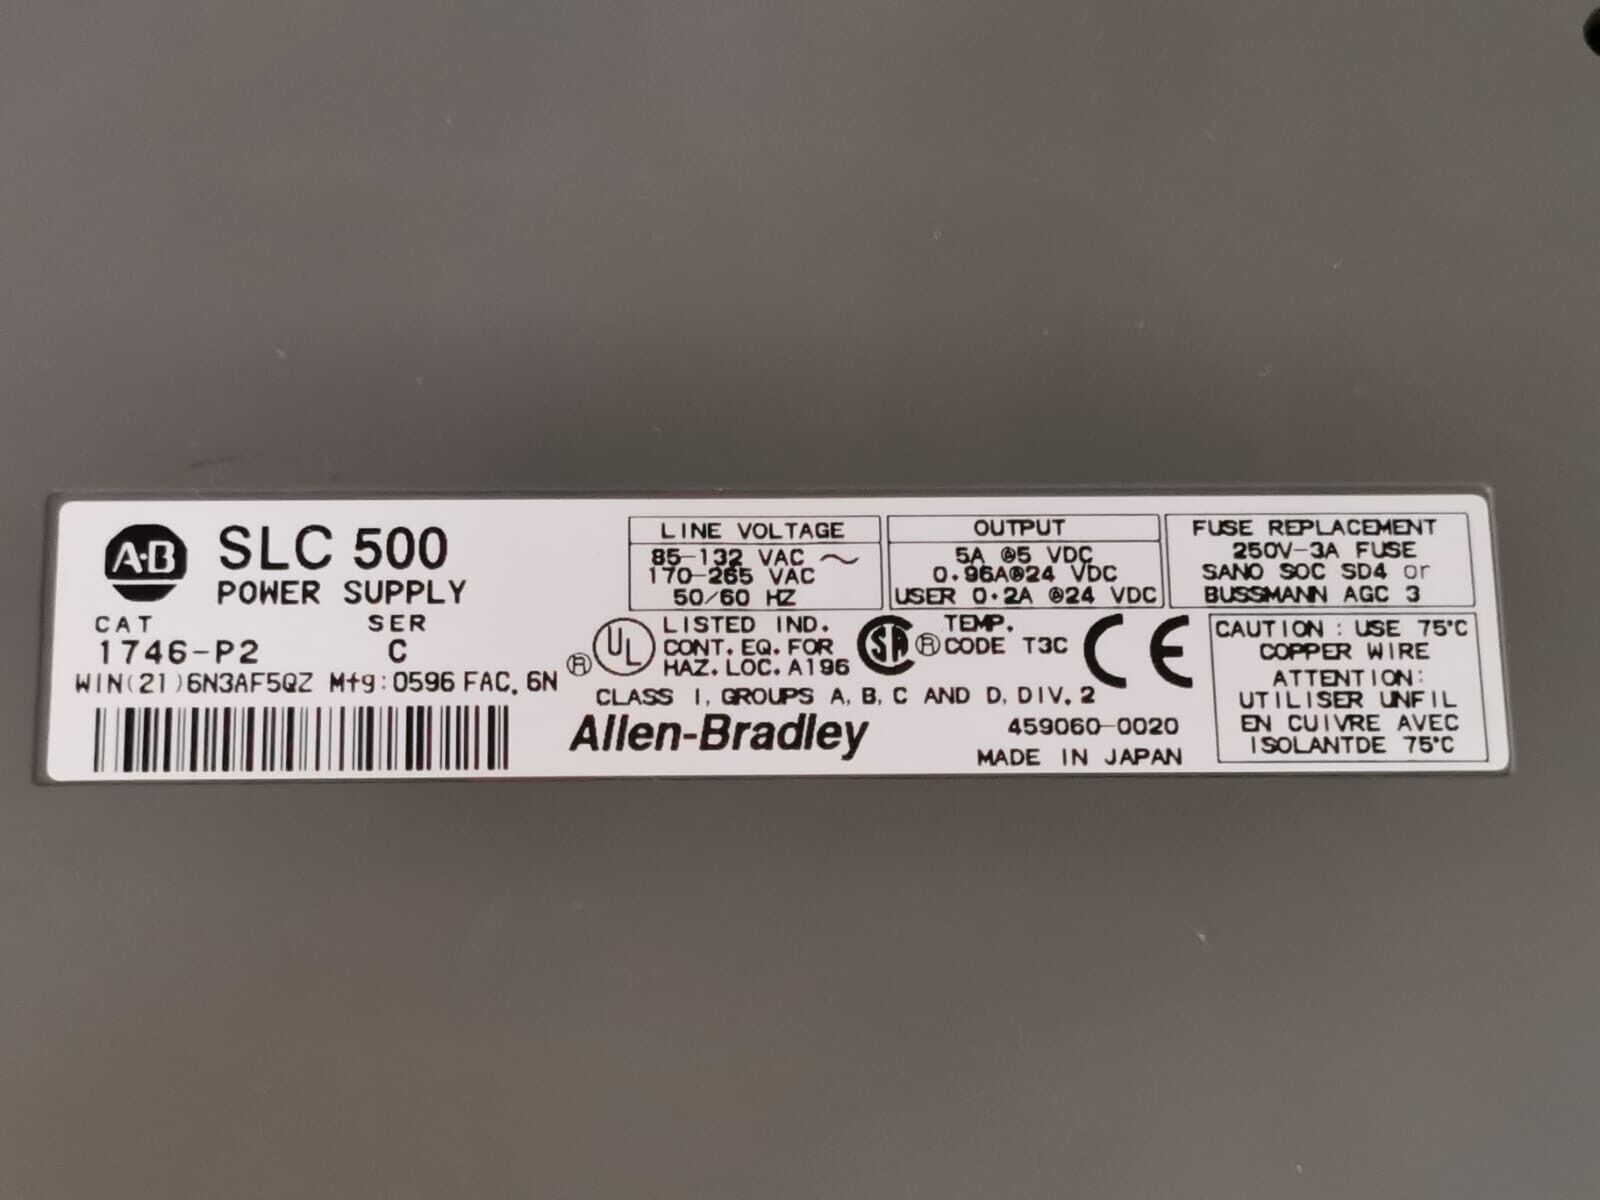 A·B
SLC 500
POWER SUPPLY
CAT SER
1746-P2 C
WIN(21)6N3AF5QZ Mfg:0596 FAC. 6N
LINE VOLTAGE
85-132 VAC ~
170-265 VAC
50/60 HZ
OUTPUT
5A @5 VDC
0.96A@24 VDC
USER 0.2A @24 VDC
FUSE REPLACEMENT
250V-3A FUSE
SANO SOC SD4 or
BUSSMANN AGC 3
® UL LISTED IND.
CONT. EQ. FOR
HAZ. LOC. A196
SA ® TEMP.
CODE T3C
CE
CLASS I, GROUPS A, B, C AND D, DIV. 2
Allen-Bradley
459060-0020
MADE IN JAPAN
CAUTION : USE 75°C
COPPER WIRE
ATTENTION:
UTILISER UNFIL
EN CUIVRE AVEC
ISOLANTDE 75°C